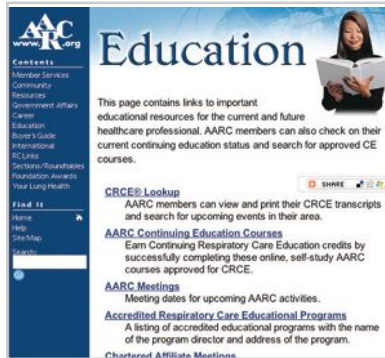 AARC
www. .org
Contents
Member Services
Community
Resources
Government Affairs
Career
Education
Buyer's Guide
International
RC Links
Sections/Roundtables
Foundation Awards
Your Lung Health
Find It
Home
Help
Site Map
Search:
Go
Education
This page contains links to important
educational resources for the current and future
healthcare professional. AARC members can also check on their
current continuing education status and search for approved CE
courses.
SHARE
CRCE® Lookup
AARC members can view and print their CRCE transcripts
and search for upcoming events in their area.
AARC Continuing Education Courses
Earn Continuing Respiratory Care Education credits by
successfully completing these online, self-study AARC
courses approved for CRCE.
AARC Meetings
Meeting dates for upcoming AARC activities.
Accredited Respiratory Care Educational Programs
A listing of accredited educational programs with the name
of the program director and address of the program.
Chartered Affiliate Meetings